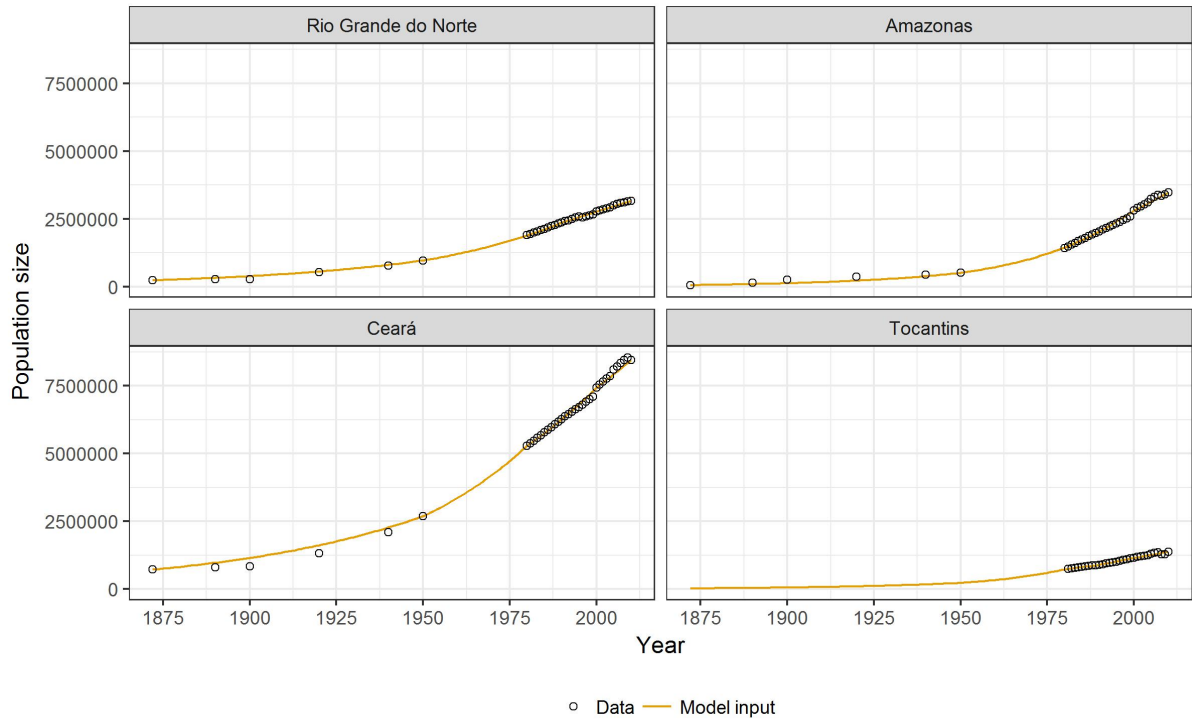 Rio Grande do Norte
Amazonas
7500000
5000000
2500000
0
Ceará
Tocantins
7500000
5000000
2500000
0
1875 1900 1925 1950 1975 2000
1875 1900 1925 1950 1975 2000
Population size
Year
Data Model input